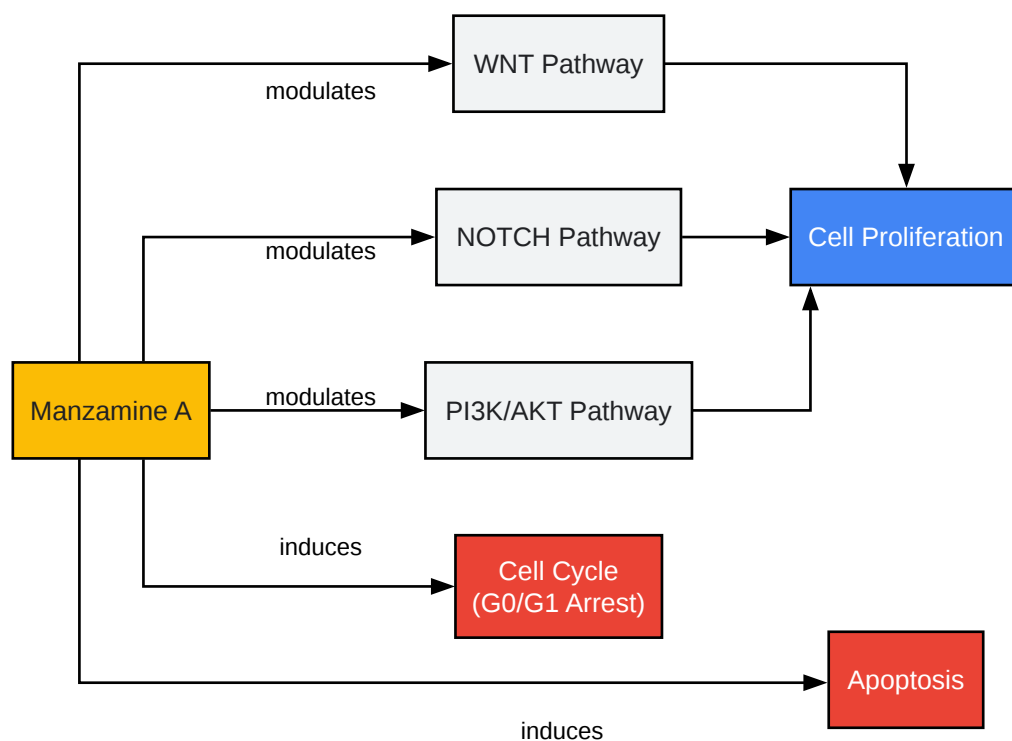 WNT Pathway
modulates
NOTCH Pathway
Cell Proliferation
modulates
Manzamine A
modulates
PI3K/AKT Pathway
induces
Cell Cycle
(G0/G1 Arrest)
Apoptosis
induces